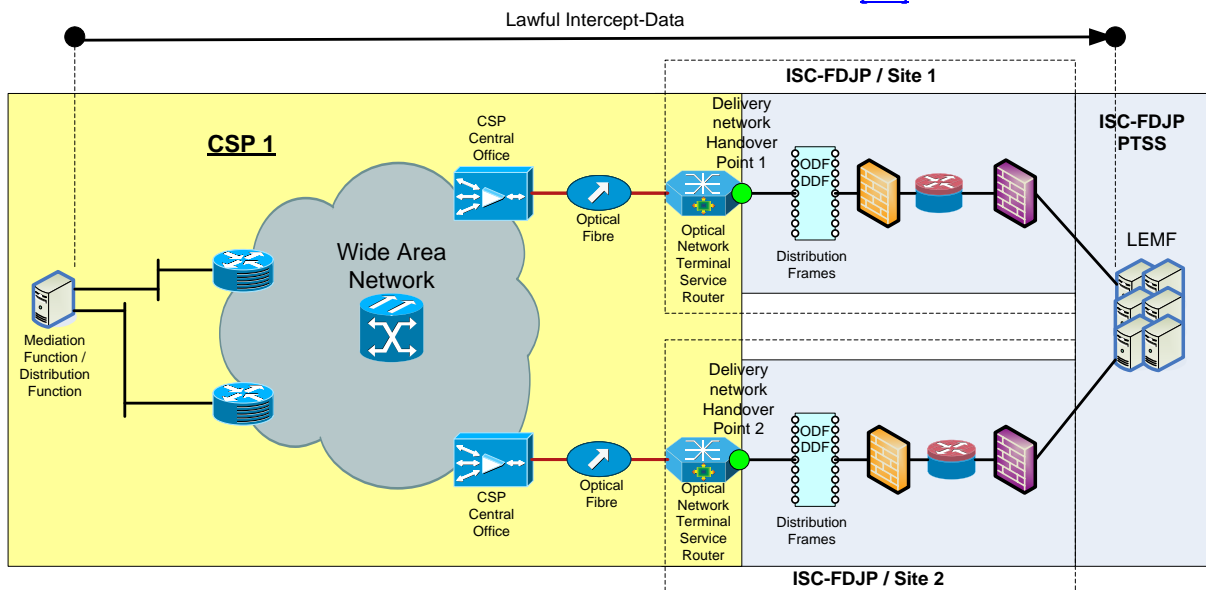 Lawful Intercept-Data
ISC-FDJP / Site 1
CSP 1
CSP
Central
Office
Delivery
network
Handover
Point 1
ISC-FDJP
PTSS
ODF
DDF
Optical
Fibre
Optical
Network
Terminal
Service
Router
Distribution
Frames
LEMF
Wide Area
Network
Mediation
Function /
Distribution
Function
Delivery
network
Handover
Point 2
ODF
DDF
CSP
Central
Office
Optical
Fibre
Optical
Network
Terminal
Service
Router
Distribution
Frames
ISC-FDJP / Site 2